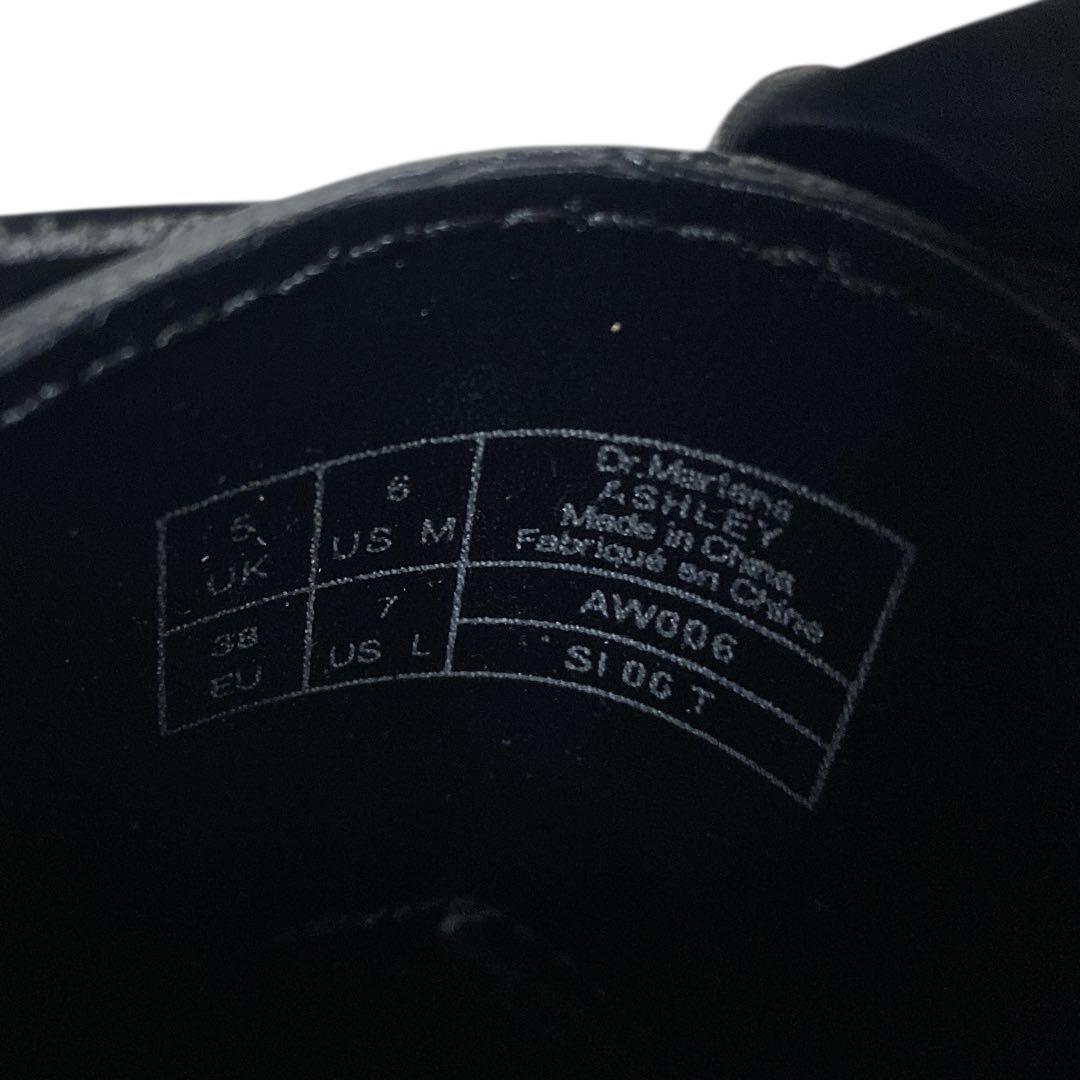 5
UK
6
US M
38
EU
7
US L
Dr.Martens
ASHLEY
Made in China
Fabriqué en Chine
AW006
SI 06 T